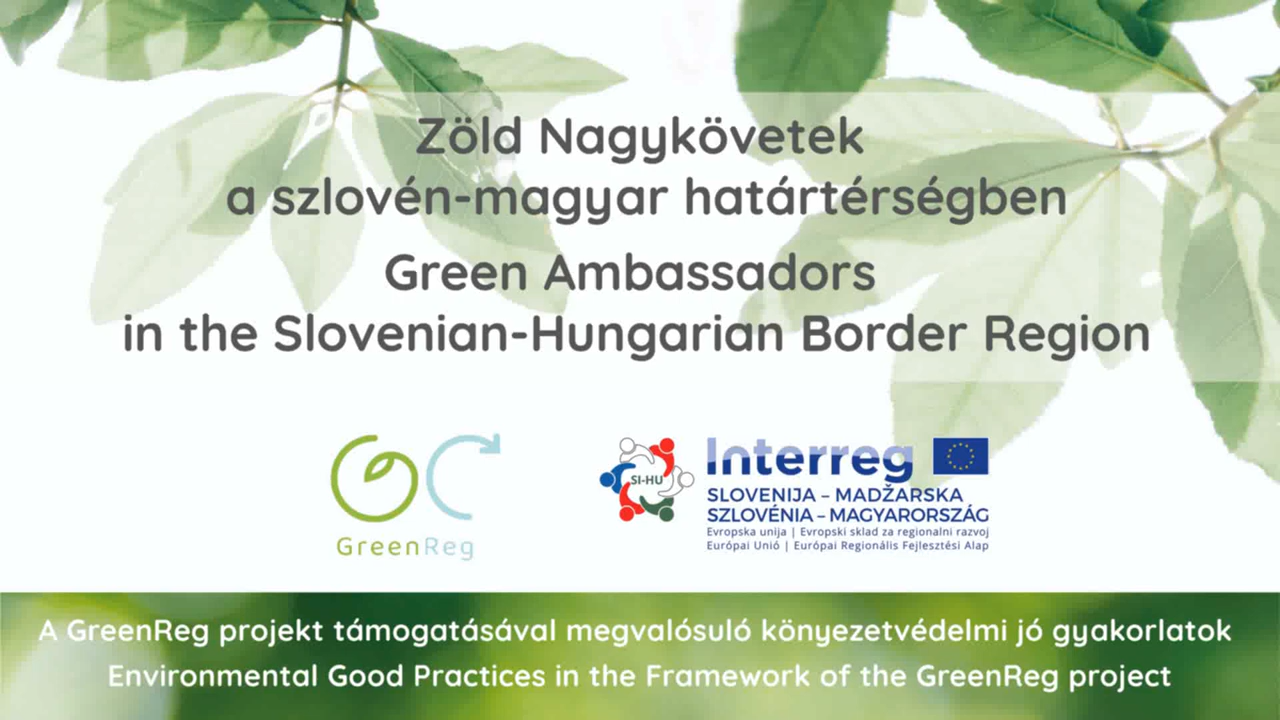 Zöld Nagykövetek
a szlovén-magyar határtérségben
Green Ambassadors
in the Slovenian-Hungarian Border Region
GreenReg
SI-HU
Interreg
SLOVENIJA – MADŽARSKA
SZLOVÉNIA – MAGYARORSZÁG
Evropska unija | Evropski sklad za regionalni razvoj
Európai Unió | Európai Regionális Fejlesztési Alap
A GreenReg projekt támogatásával megvalósuló könyezetvédelmi jó gyakorlatok
Environmental Good Practices in the Framework of the GreenReg project